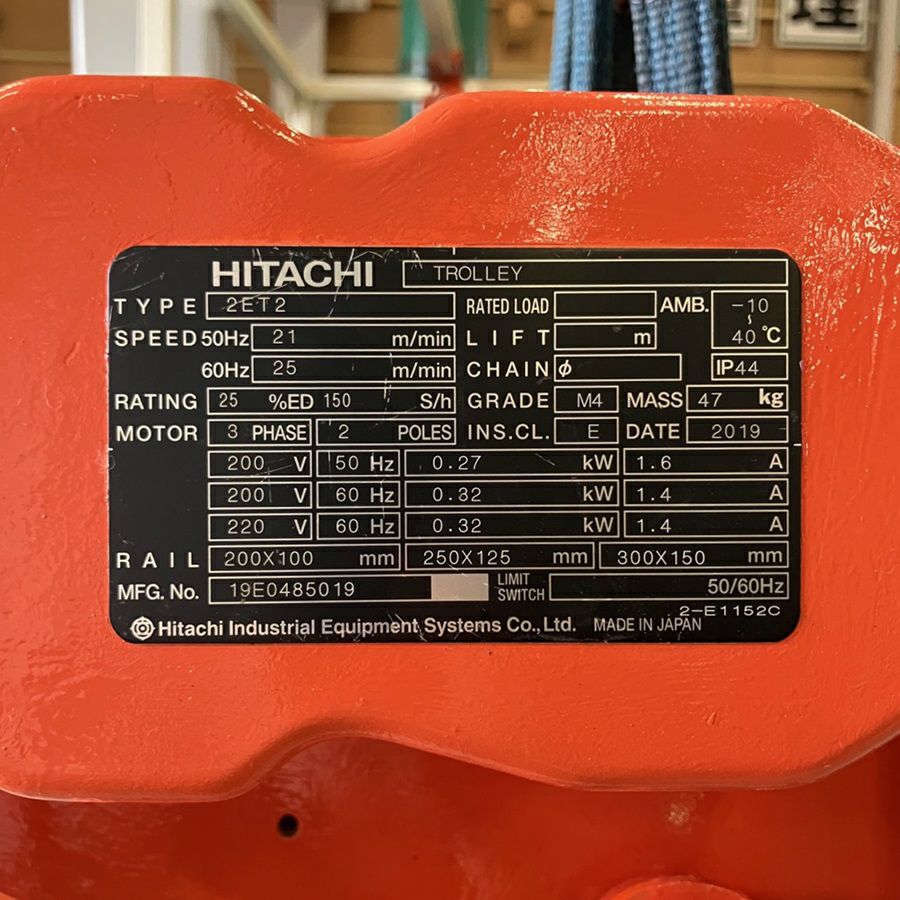 理
HITACHI TROLLEY
TYPE 2ET2 RATED LOAD AMB. -10 ~ 40 ℃
SPEED 50Hz 21 m/min LIFT m
60Hz 25 m/min CHAIN φ IP44
RATING 25 %ED 150 S/h GRADE M4 MASS 47 kg
MOTOR 3 PHASE 2 POLES INS.CL. E DATE 2019
200 V 50 Hz 0.27 kW 1.6 A
200 V 60 Hz 0.32 kW 1.4 A
220 V 60 Hz 0.32 kW 1.4 A
RAIL 200X100 mm 250X125 mm 300X150 mm
MFG. No. 19E0485019 LIMIT SWITCH 50/60Hz
2-E1152C
Hitachi Industrial Equipment Systems Co., Ltd. MADE IN JAPAN